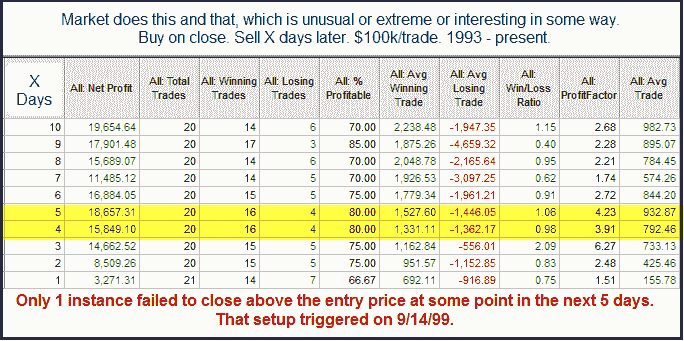 Market does this and that, which is unusual or extreme or interesting in some way.
Buy on close. Sell X days later. $100k/trade. 1993 - present.
X Days All: Net Profit All: Total Trades All: Winning Trades All: Losing Trades All: % Profitable All: Avg Winning Trade All: Avg Losing Trade All: Win/Loss Ratio All: ProfitFactor All: Avg Trade
10 19,654.64 20 14 6 70.00 2,238.48 -1,947.35 1.15 2.68 982.73
9 17,901.48 20 17 3 85.00 1,875.26 -4,659.32 0.40 2.28 895.07
8 15,689.07 20 14 6 70.00 2,048.78 -2,165.64 0.95 2.21 784.45
7 11,485.12 20 14 5 70.00 1,926.53 -3,097.25 0.62 1.74 574.26
6 16,884.05 20 15 5 75.00 1,779.34 -1,961.21 0.91 2.72 844.20
5 18,657.31 20 16 4 80.00 1,527.60 -1,446.05 1.06 4.23 932.87
4 15,849.10 20 16 4 80.00 1,331.11 -1,362.17 0.98 3.91 792.46
3 14,662.52 20 15 5 75.00 1,162.84 -556.01 2.09 6.27 733.13
2 8,509.26 20 15 5 75.00 951.57 -1,152.85 0.83 2.48 425.46
1 3,271.31 21 14 7 66.67 692.11 -916.89 0.75 1.51 155.78
Only 1 instance failed to close above the entry price at some point in the next 5 days.
That setup triggered on 9/14/99.